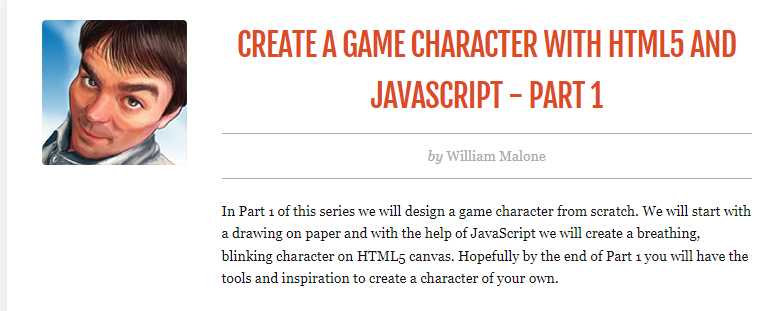 CREATE A GAME CHARACTER WITH HTML5 AND
JAVASCRIPT – PART 1
by William Malone
In Part 1 of this series we will design a game character from scratch. We will start with
a drawing on paper and with the help of JavaScript we will create a breathing,
blinking character on HTML5 canvas. Hopefully by the end of Part 1 you will have the
tools and inspiration to create a character of your own.